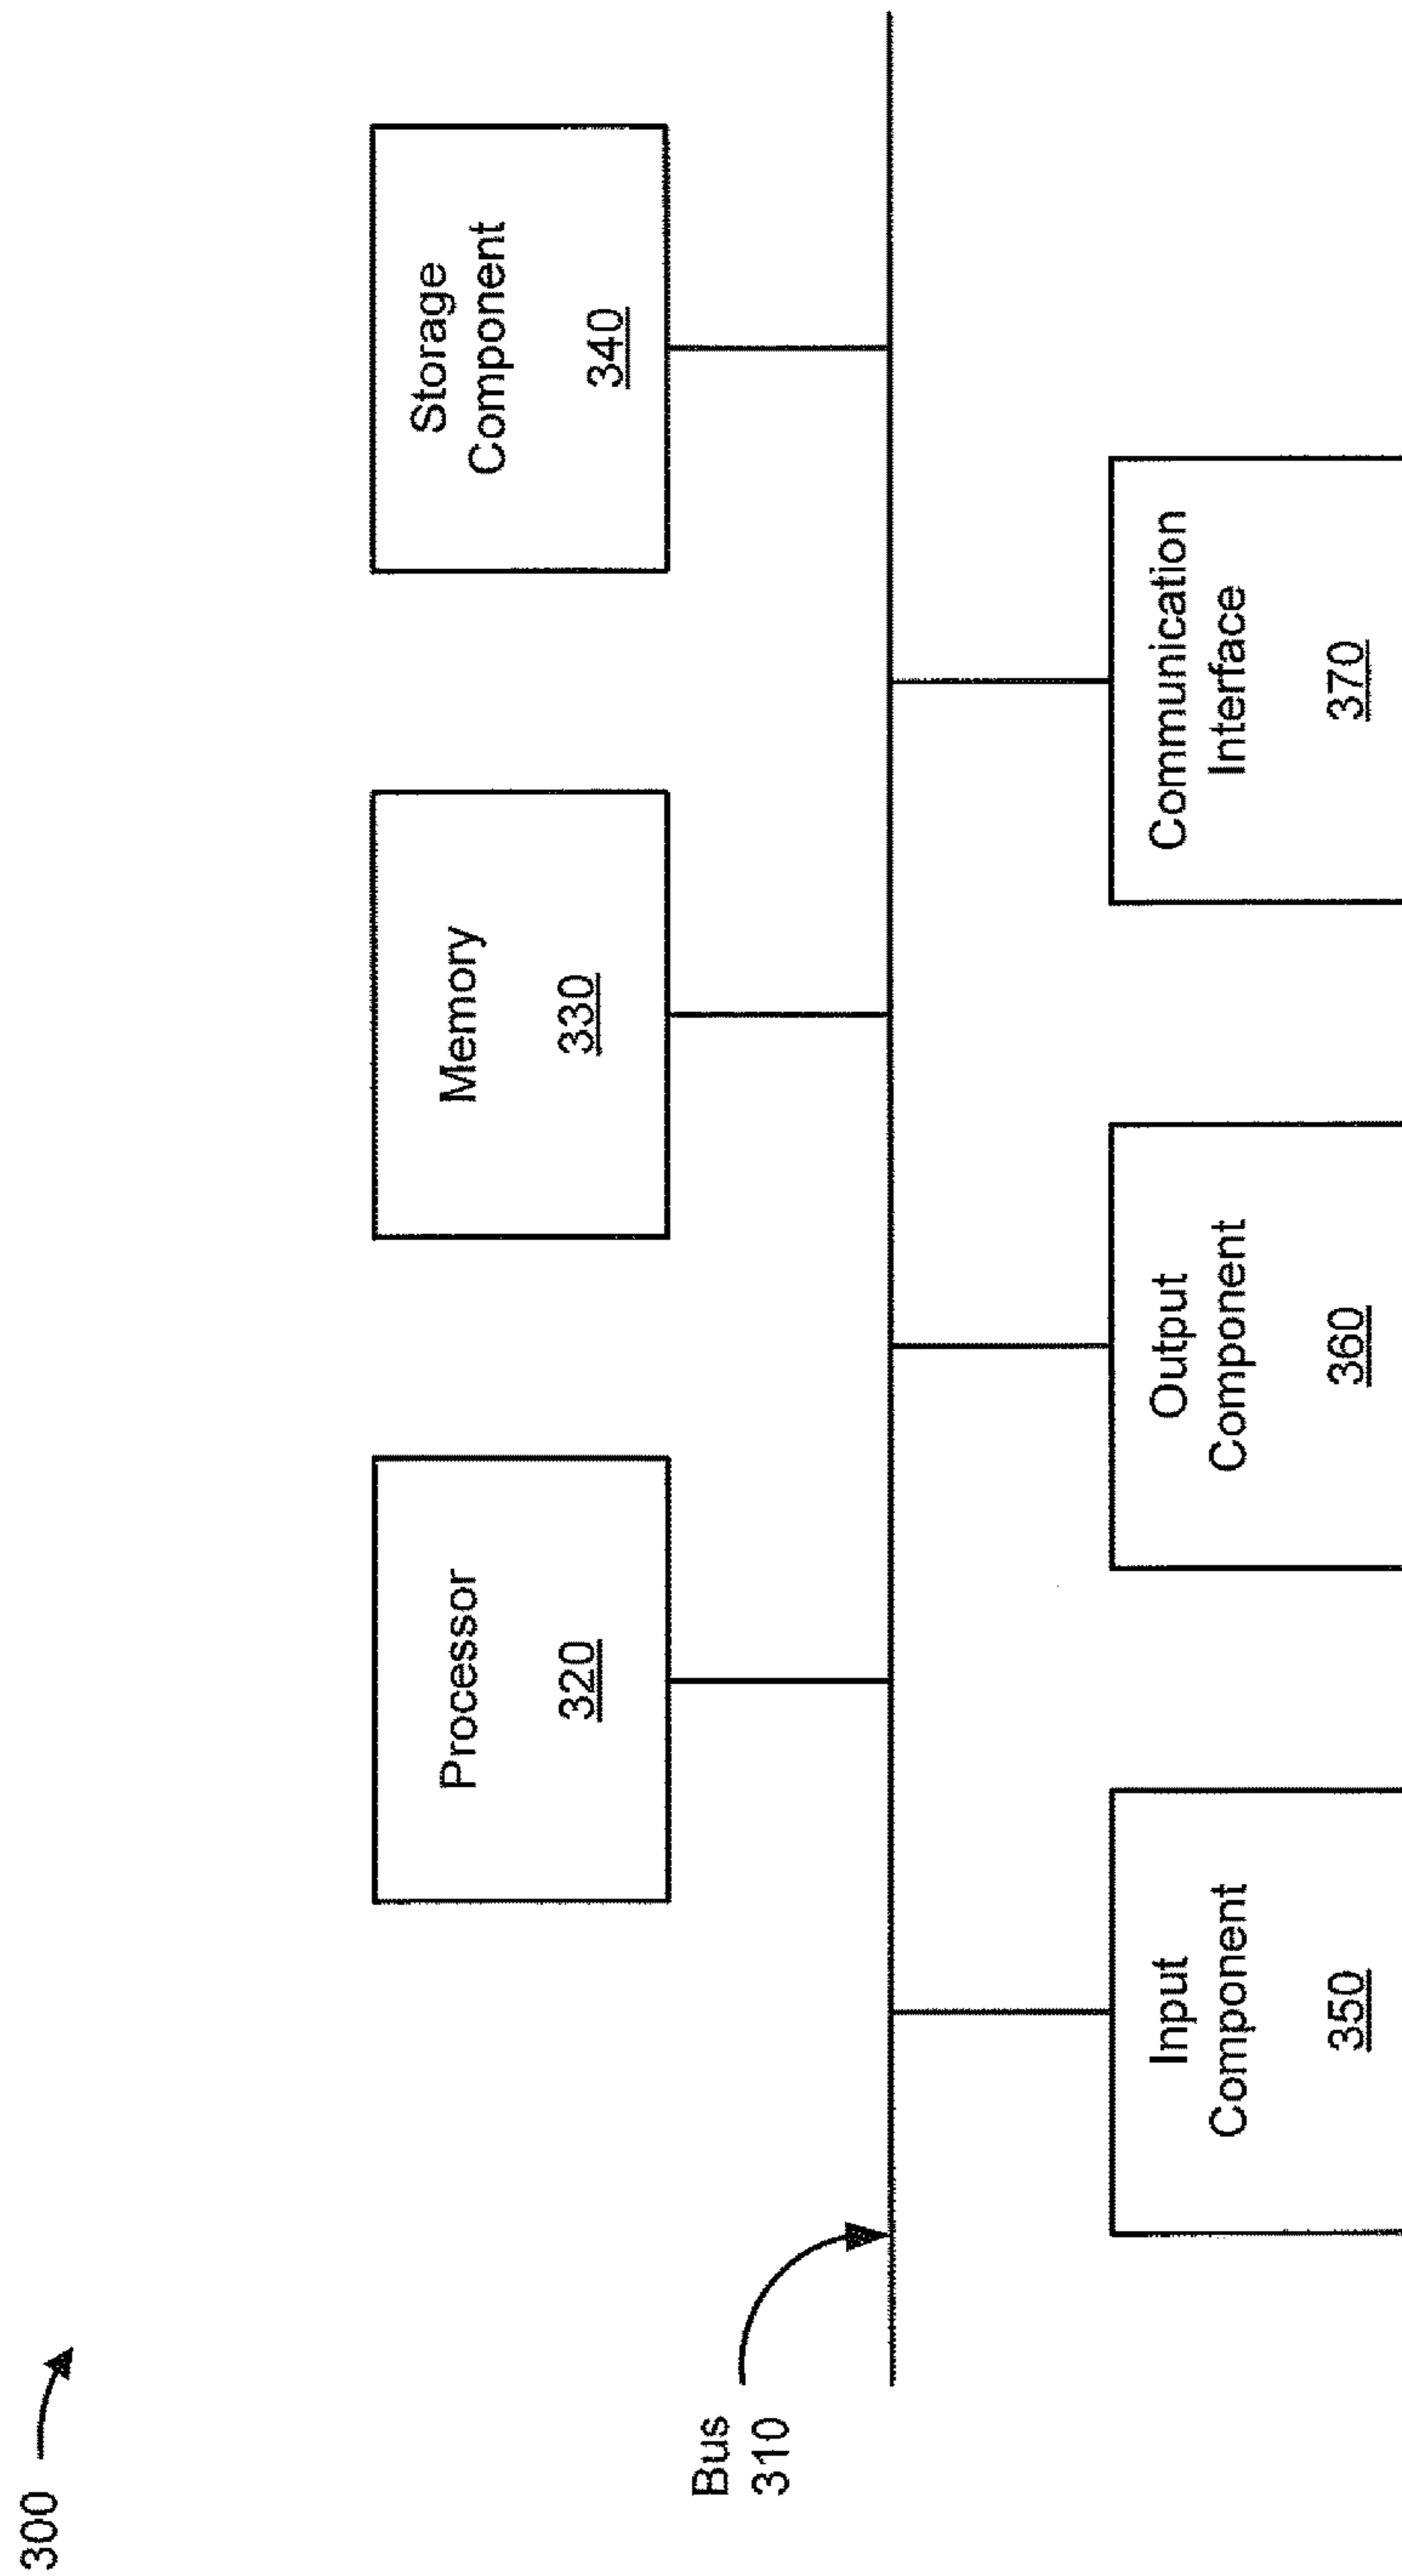 300
Bus
310
Processor
320
Memory
330
Storage
Component
340
Input
Component
350
Output
Component
360
Communication
Interface
370